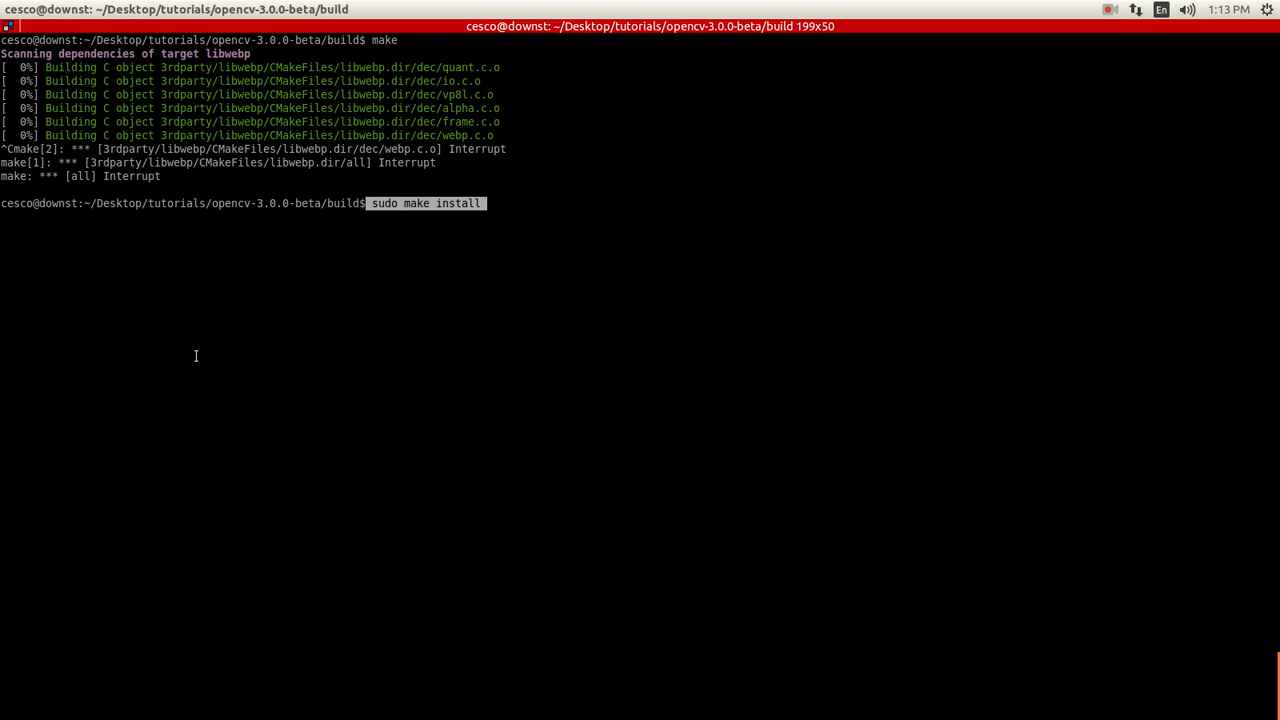 cesco@downst: ~/Desktop/tutorials/opencv-3.0.0-beta/build
En
1:13 PM
cesco@downst:~/Desktop/tutorials/opencv-3.0.0-beta/build 199x50
cesco@downst:~/Desktop/tutorials/opencv-3.0.0-beta/build$ make
Scanning dependencies of target libwebp
[  0%] Building C object 3rdparty/libwebp/CMakeFiles/libwebp.dir/dec/quant.c.o
[  0%] Building C object 3rdparty/libwebp/CMakeFiles/libwebp.dir/dec/io.c.o
[  0%] Building C object 3rdparty/libwebp/CMakeFiles/libwebp.dir/dec/vp8l.c.o
[  0%] Building C object 3rdparty/libwebp/CMakeFiles/libwebp.dir/dec/alpha.c.o
[  0%] Building C object 3rdparty/libwebp/CMakeFiles/libwebp.dir/dec/frame.c.o
[  0%] Building C object 3rdparty/libwebp/CMakeFiles/libwebp.dir/dec/webp.c.o
^Cmake[2]: *** [3rdparty/libwebp/CMakeFiles/libwebp.dir/dec/webp.c.o] Interrupt
make[1]: *** [3rdparty/libwebp/CMakeFiles/libwebp.dir/all] Interrupt
make: *** [all] Interrupt
cesco@downst:~/Desktop/tutorials/opencv-3.0.0-beta/build$ sudo make install